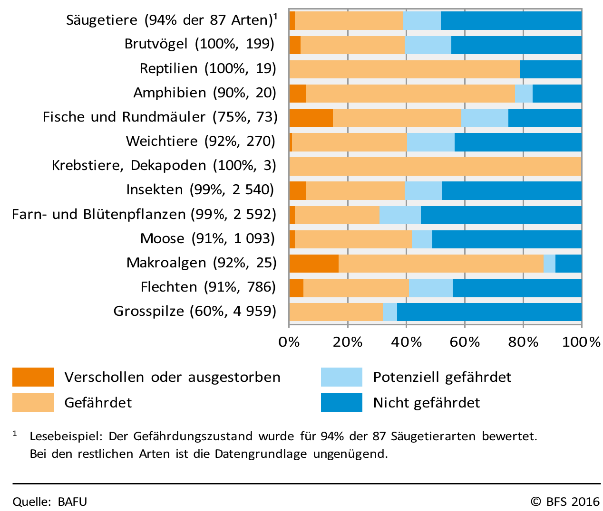 Säugetiere (94% der 87 Arten)¹
Brutvögel (100%, 199)
Reptilien (100%, 19)
Amphibien (90%, 20)
Fische und Rundmäuler (75%, 73)
Weichtiere (92%, 270)
Krebstiere, Dekapoden (100%, 3)
Insekten (99%, 2 540)
Farn- und Blütenpflanzen (99%, 2 592)
Moose (91%, 1 093)
Makroalgen (92%, 25)
Flechten (91%, 786)
Grosspilze (60%, 4 959)
0% 20% 40% 60% 80% 100%
Verschollen oder ausgestorben
Potenziell gefährdet
Gefährdet
Nicht gefährdet
¹ Lesebeispiel: Der Gefährdungszustand wurde für 94% der 87 Säugetierarten bewertet.
Bei den restlichen Arten ist die Datengrundlage ungenügend.
Quelle: BAFU
© BFS 2016